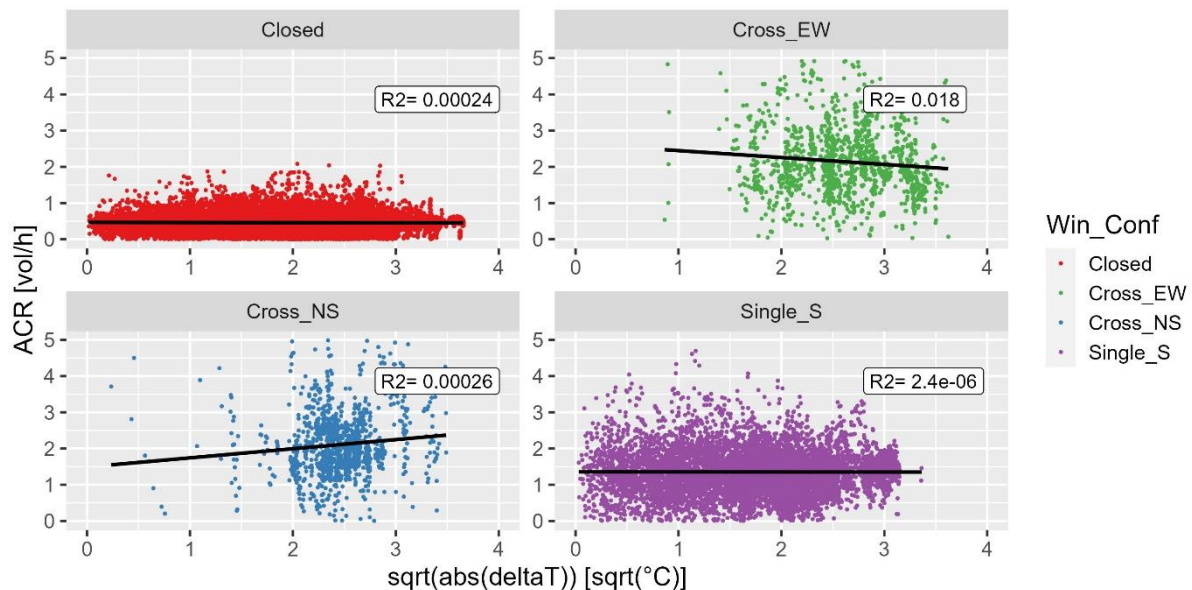 Closed
Cross_EW
5
4
3
2
1
0
R2= 0.00024
0 1 2 3 4
5
4
3
2
1
0
R2= 0.018
0 1 2 3 4
Cross_NS
Single_S
5
4
3
2
1
0
R2= 0.00026
0 1 2 3 4
5
4
3
2
1
0
R2= 2.4e-06
0 1 2 3 4
ACR [vol/h]
sqrt(abs(deltaT)) [sqrt(°C)]
Win_Conf
Closed
Cross_EW
Cross_NS
Single_S